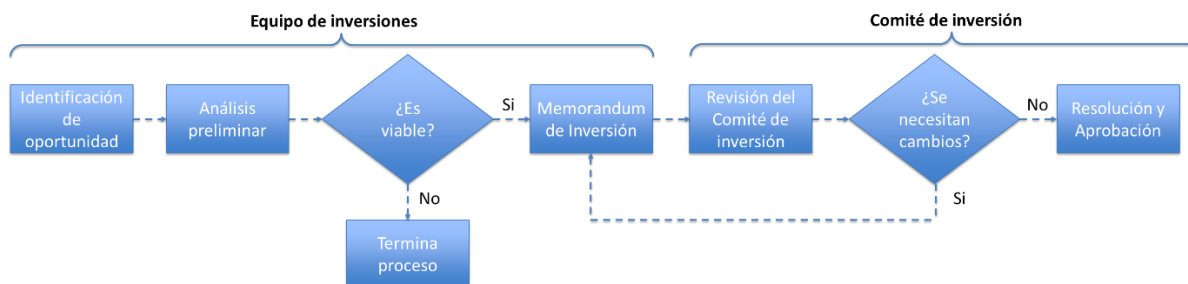 Equipo de inversiones
Comité de inversión
Identificación
de
oportunidad
Análisis
preliminar
¿Es
viable?
Si
Memorandum
de Inversión
Revisión del
Comité de
inversión
¿Se
necesitan
cambios?
No
Resolución y
Aprobación
No
Si
Termina
proceso